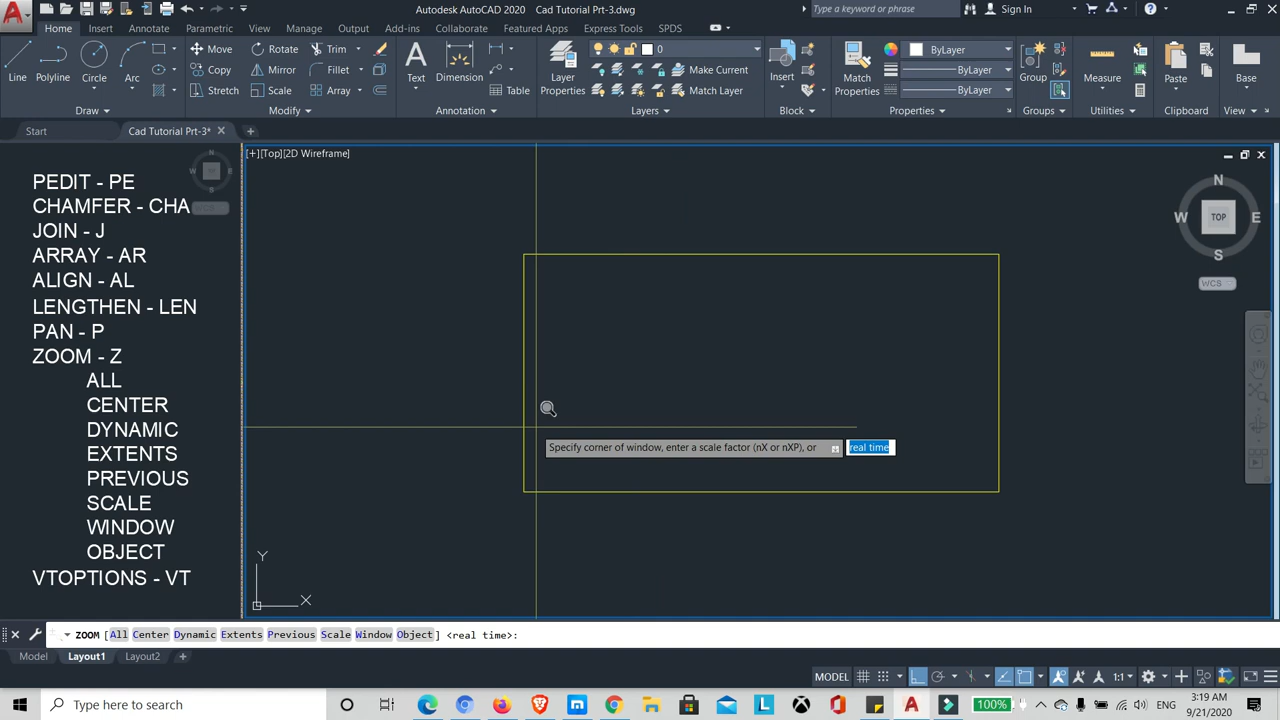 Autodesk AutoCAD 2020 Cad Tutorial Prt-3.dwg
Type a keyword or phrase
Sign In
Home Insert Annotate Parametric View Manage Output Add-ins Collaborate Featured Apps Express Tools SPDS
Line Polyline Circle Arc
Move Rotate Trim
Copy Mirror Fillet
Stretch Scale Array
Text Dimension Table
Layer Properties
0
Make Current
Match Layer
Insert
Match Properties
ByLayer
ByLayer
ByLayer
Group
Measure
Paste
Base
Draw Modify Annotation Layers Block Properties Groups Utilities Clipboard View
Start Cad Tutorial Prt-3*
[+][Top][2D Wireframe]
N
W E
S
WCS
N
W TOP E
S
WCS
PEDIT - PE
CHAMFER - CHA
JOIN - J
ARRAY - AR
ALIGN - AL
LENGTHEN - LEN
PAN - P
ZOOM - Z
ALL
CENTER
DYNAMIC
EXTENTS
PREVIOUS
SCALE
WINDOW
OBJECT
VTOPTIONS - VT
Specify corner of window, enter a scale factor (nX or nXP), or real time
Y
X
ZOOM [All Center Dynamic Extents Previous Scale Window Object] <real time>:
Model Layout1 Layout2
MODEL 1:1
Type here to search
100%
ENG
3:19 AM
9/21/2020